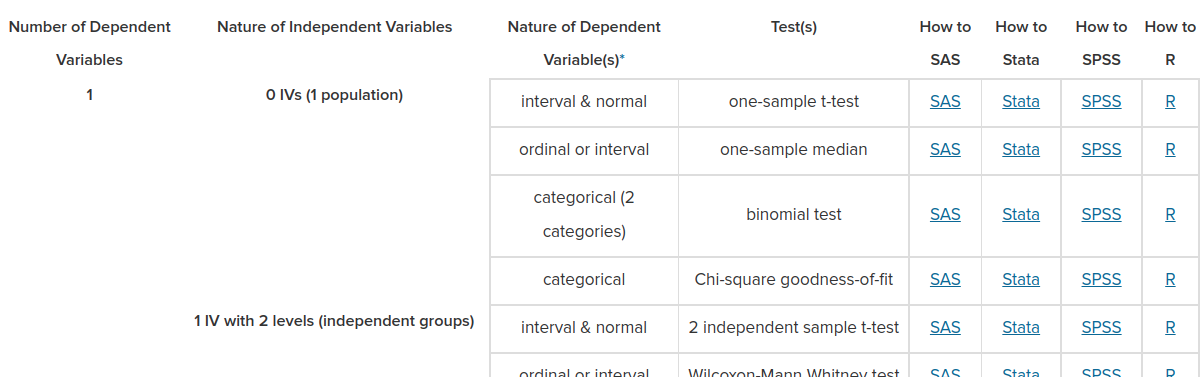 Number of Dependent Variables Nature of Independent Variables Nature of Dependent Variable(s)* Test(s) How to SAS How to Stata How to SPSS How to R
1 0 IVs (1 population) interval & normal one-sample t-test SAS Stata SPSS R
ordinal or interval one-sample median SAS Stata SPSS R
categorical (2 categories) binomial test SAS Stata SPSS R
categorical Chi-square goodness-of-fit SAS Stata SPSS R
1 IV with 2 levels (independent groups) interval & normal 2 independent sample t-test SAS Stata SPSS R
ordinal or interval Wilcoxon-Mann Whitney test SAS Stata SPSS R